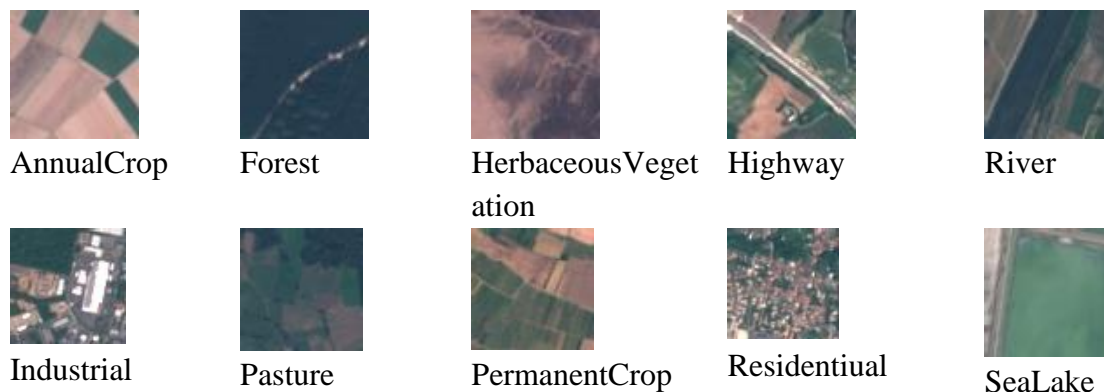 AnnualCrop
Forest
HerbaceousVeget
ation
Highway
River
Industrial
Pasture
PermanentCrop
Residentiual
SeaLake